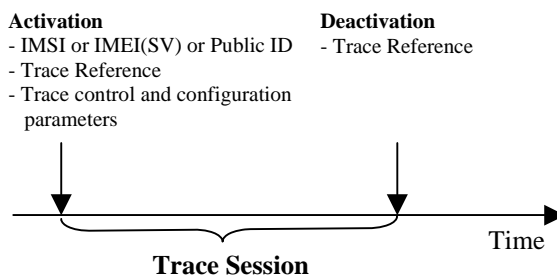 Activation
- IMSI or IMEI(SV) or Public ID
- Trace Reference
- Trace control and configuration
parameters
Deactivation
- Trace Reference
Time
Trace Session